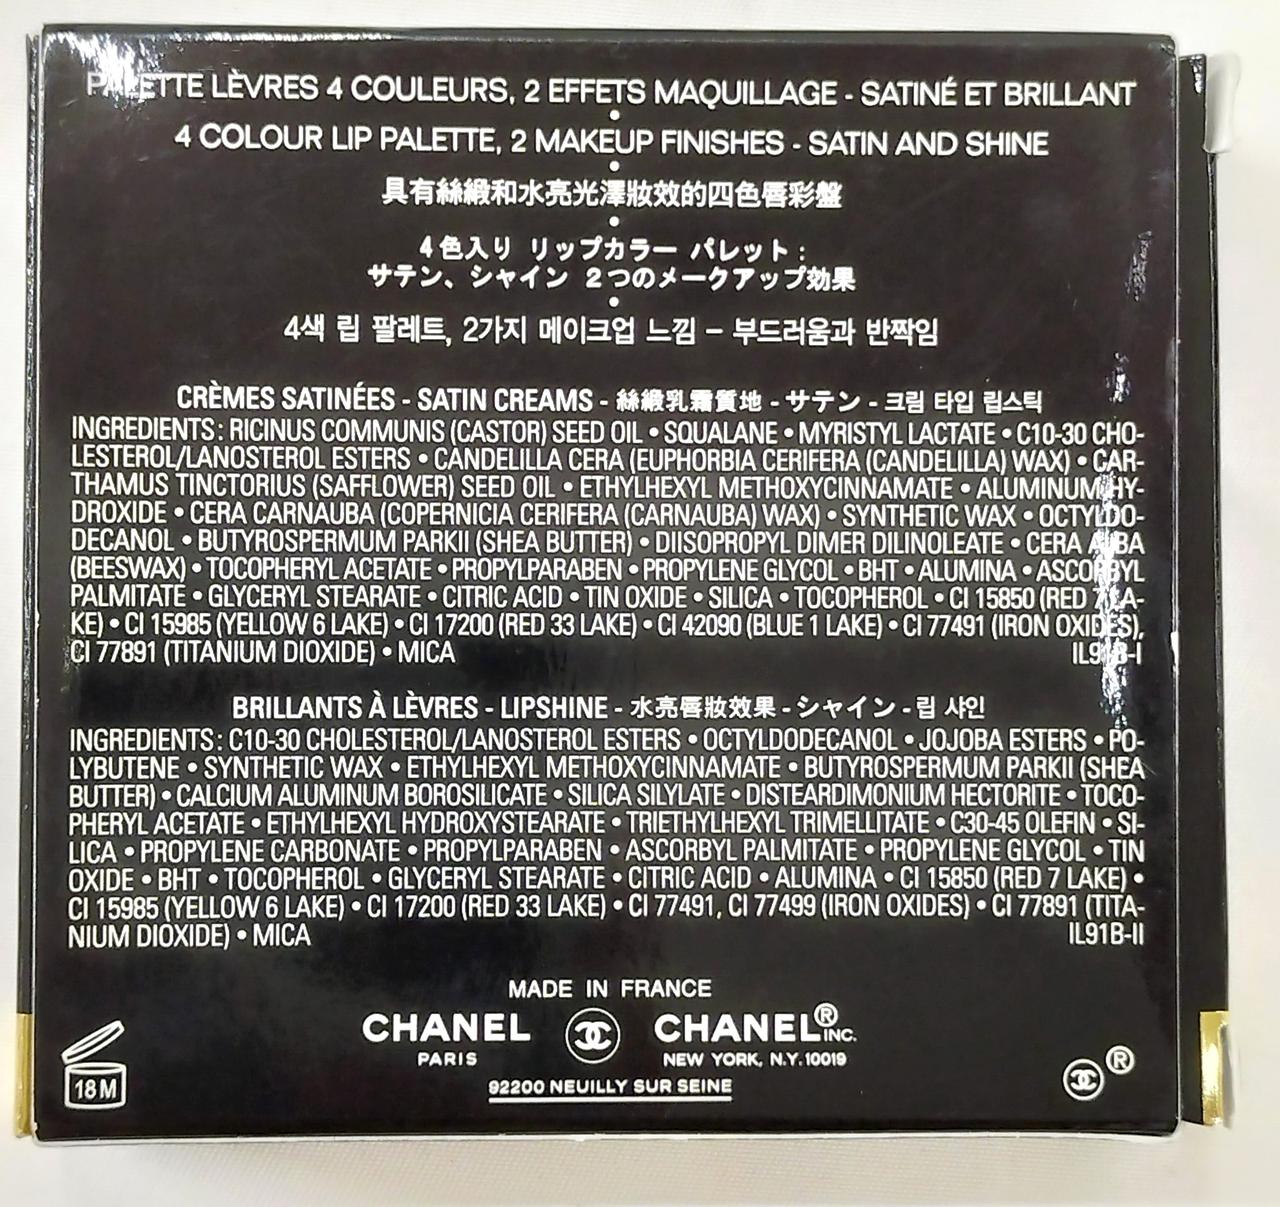 PALETTE LÈVRES 4 COULEURS, 2 EFFETS MAQUILLAGE - SATINÉ ET BRILLANT
•
4 COLOUR LIP PALETTE, 2 MAKEUP FINISHES - SATIN AND SHINE
•
具有絲緞和水亮光澤妝效的四色唇彩盤
•
4色入り リップカラー パレット：
サテン、シャイン 2つのメークアップ効果
•
4색 립 팔레트, 2가지 메이크업 느낌 – 부드러움과 반짝임
CRÈMES SATINÉES - SATIN CREAMS - 絲緞乳霜質地 - サテン - 크림 타입 립스틱
INGREDIENTS: RICINUS COMMUNIS (CASTOR) SEED OIL • SQUALANE • MYRISTYL LACTATE • C10-30 CHO-
LESTEROL/LANOSTEROL ESTERS • CANDELILLA CERA (EUPHORBIA CERIFERA (CANDELILLA) WAX) • CAR-
THAMUS TINCTORIUS (SAFFLOWER) SEED OIL • ETHYLHEXYL METHOXYCINNAMATE • ALUMINUM HY-
DROXIDE • CERA CARNAUBA (COPERNICIA CERIFERA (CARNAUBA) WAX) • SYNTHETIC WAX • OCTYLDO-
DECANOL • BUTYROSPERMUM PARKII (SHEA BUTTER) • DIISOPROPYL DIMER DILINOLEATE • CERA ALBA
(BEESWAX) • TOCOPHERYL ACETATE • PROPYLPARABEN • PROPYLENE GLYCOL • BHT • ALUMINA • ASCORBYL
PALMITATE • GLYCERYL STEARATE • CITRIC ACID • TIN OXIDE • SILICA • TOCOPHEROL • CI 15850 (RED 7 LA-
KE) • CI 15985 (YELLOW 6 LAKE) • CI 17200 (RED 33 LAKE) • CI 42090 (BLUE 1 LAKE) • CI 77491 (IRON OXIDES),
CI 77891 (TITANIUM DIOXIDE) • MICA IL91B-I
BRILLANTS À LÈVRES - LIPSHINE - 水亮唇妝效果 - シャイン - 립 샤인
INGREDIENTS: C10-30 CHOLESTEROL/LANOSTEROL ESTERS • OCTYLDODECANOL • JOJOBA ESTERS • PO-
LYBUTENE • SYNTHETIC WAX • ETHYLHEXYL METHOXYCINNAMATE • BUTYROSPERMUM PARKII (SHEA
BUTTER) • CALCIUM ALUMINUM BOROSILICATE • SILICA SILYLATE • DISTEARDIMONIUM HECTORITE • TOCO-
PHERYL ACETATE • ETHYLHEXYL HYDROXYSTEARATE • TRIETHYLHEXYL TRIMELLITATE • C30-45 OLEFIN • SI-
LICA • PROPYLENE CARBONATE • PROPYLPARABEN • ASCORBYL PALMITATE • PROPYLENE GLYCOL • TIN
OXIDE • BHT • TOCOPHEROL • GLYCERYL STEARATE • CITRIC ACID • ALUMINA • CI 15850 (RED 7 LAKE) •
CI 15985 (YELLOW 6 LAKE) • CI 17200 (RED 33 LAKE) • CI 77491, CI 77499 (IRON OXIDES) • CI 77891 (TITA-
NIUM DIOXIDE) • MICA IL91B-II
MADE IN FRANCE
CHANEL CHANEL® INC.
PARIS NEW YORK, N.Y. 10019
92200 NEUILLY SUR SEINE
18M
®